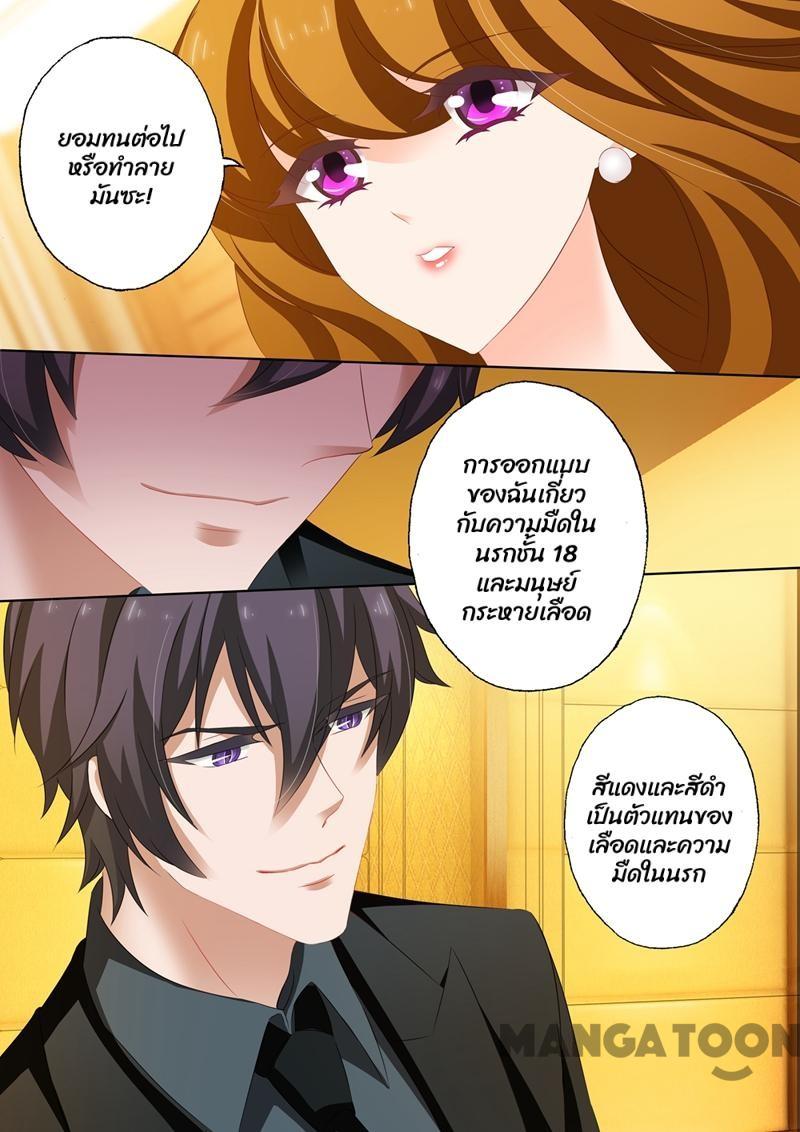 ยอมทนต่อไป
หรือทำลาย
มันซะ!
การออกแบบ
ของฉันเกี่ยว
กับความมืดใน
นรกชั้น 18
และมนุษย์
กระหายเลือด
สีแดงและสีดำ
เป็นตัวแทนของ
เลือดและความ
มืดในนรก
MANGATOON